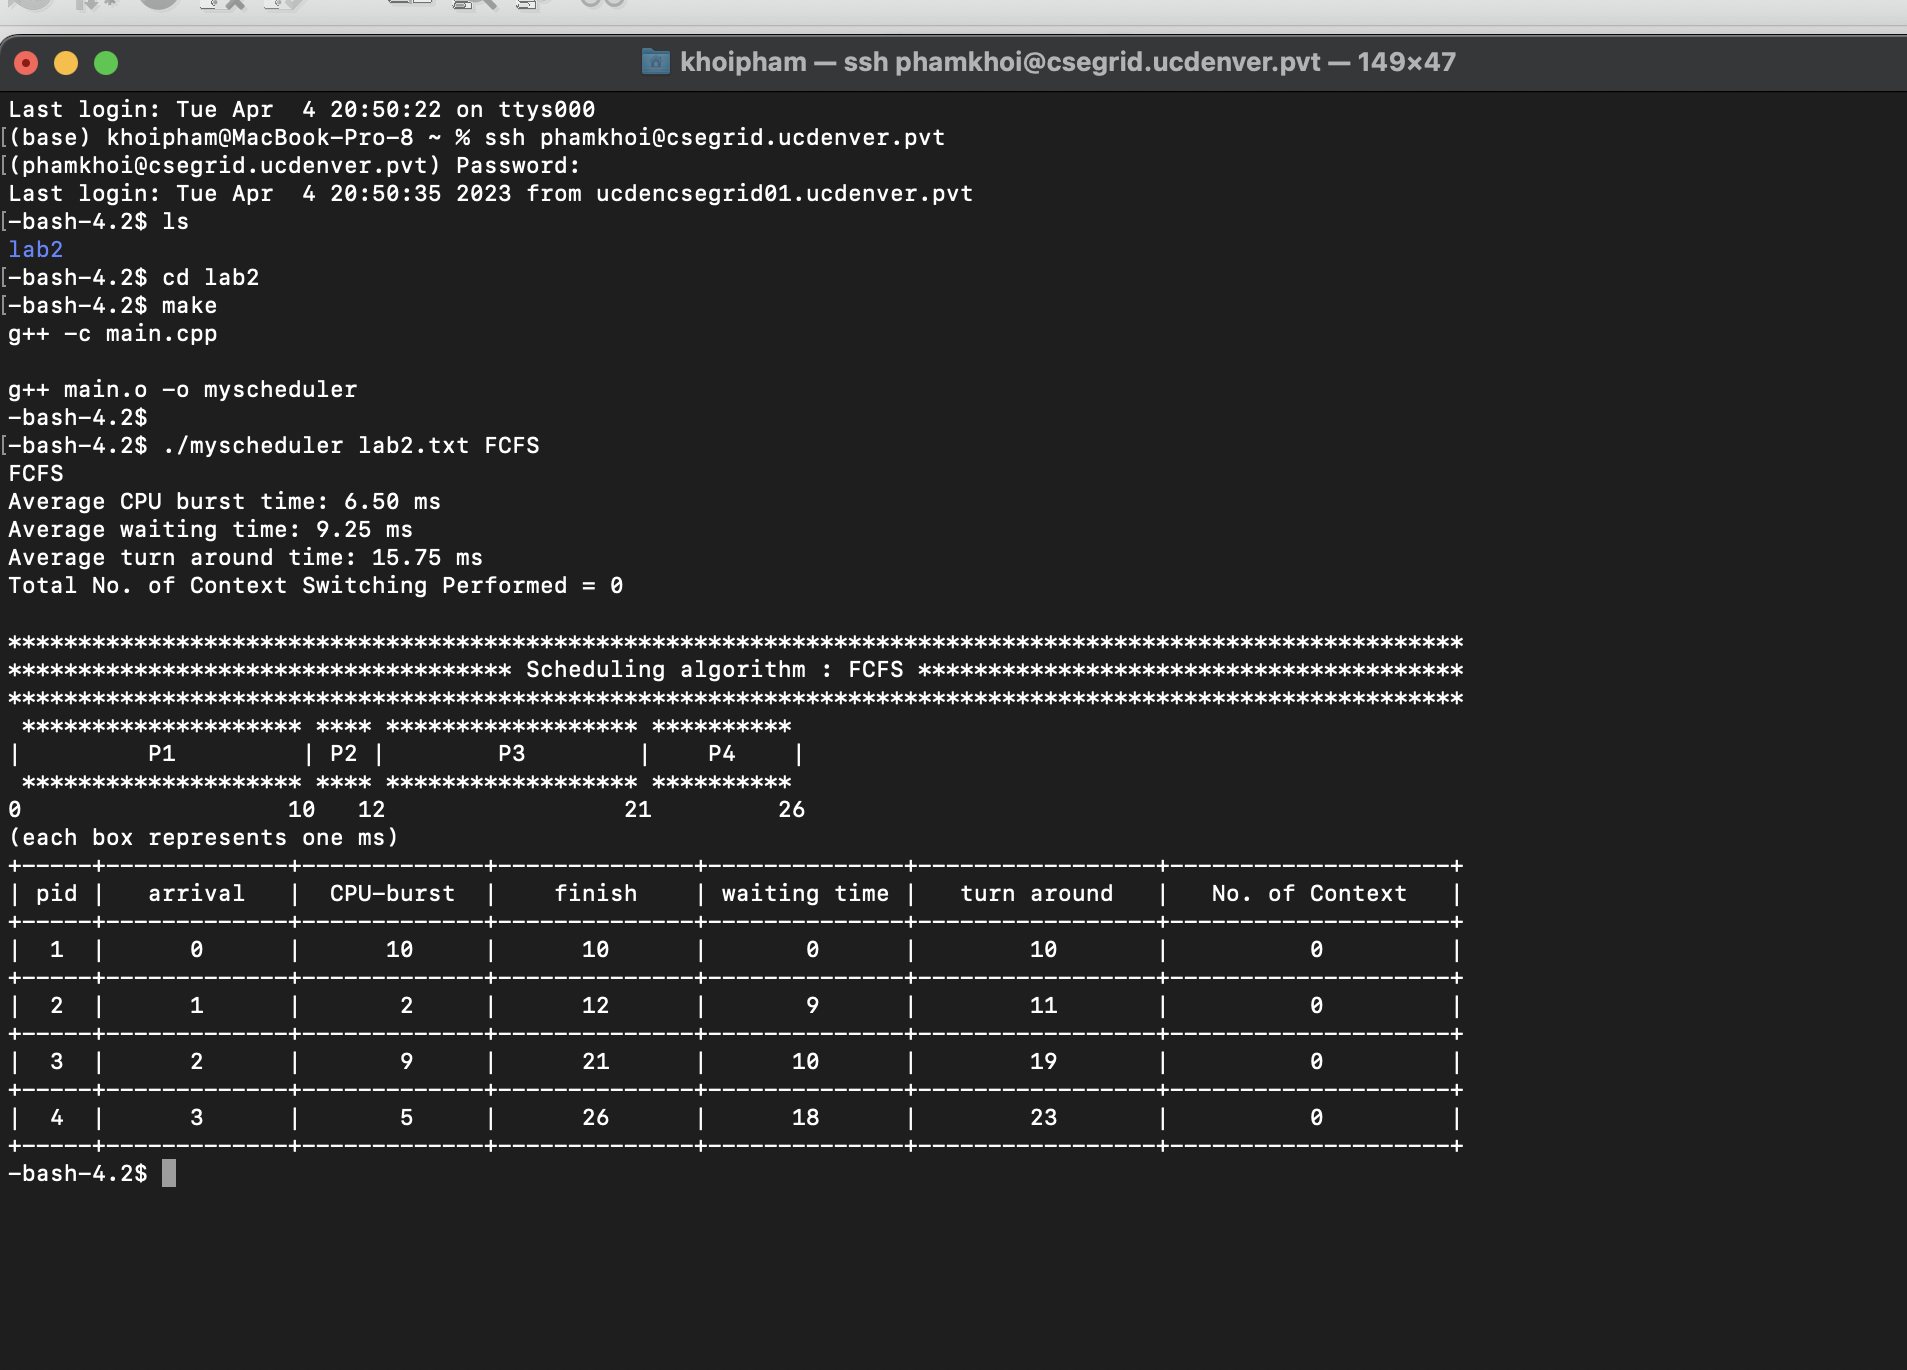 khoipham — ssh phamkhoi@csegrid.ucdenver.pvt — 149×47
Last login: Tue Apr  4 20:50:22 on ttys000
[(base) khoipham@MacBook-Pro-8 ~ % ssh phamkhoi@csegrid.ucdenver.pvt
[(phamkhoi@csegrid.ucdenver.pvt) Password:
Last login: Tue Apr  4 20:50:35 2023 from ucdencsegrid01.ucdenver.pvt
[-bash-4.2$ ls
lab2
[-bash-4.2$ cd lab2
[-bash-4.2$ make
g++ -c main.cpp
g++ main.o -o myscheduler
-bash-4.2$
[-bash-4.2$ ./myscheduler lab2.txt FCFS
FCFS
Average CPU burst time: 6.50 ms
Average waiting time: 9.25 ms
Average turn around time: 15.75 ms
Total No. of Context Switching Performed = 0
********************************************************************************************************
************************************ Scheduling algorithm : FCFS ***************************************
********************************************************************************************************
 ******************** **** ****************** **********
|         P1         | P2 |        P3        |    P4    |
 ******************** **** ****************** **********
0                   10   12                 21         26
(each box represents one ms)
+-----+-------------+-------------+--------------+--------------+-----------------+--------------------+
| pid |   arrival   |  CPU-burst  |    finish    | waiting time |   turn around   |   No. of Context   |
+-----+-------------+-------------+--------------+--------------+-----------------+--------------------+
|  1  |      0      |      10     |      10      |       0      |        10       |          0         |
+-----+-------------+-------------+--------------+--------------+-----------------+--------------------+
|  2  |      1      |       2     |      12      |       9      |        11       |          0         |
+-----+-------------+-------------+--------------+--------------+-----------------+--------------------+
|  3  |      2      |       9     |      21      |      10      |        19       |          0         |
+-----+-------------+-------------+--------------+--------------+-----------------+--------------------+
|  4  |      3      |       5     |      26      |      18      |        23       |          0         |
+-----+-------------+-------------+--------------+--------------+-----------------+--------------------+
-bash-4.2$